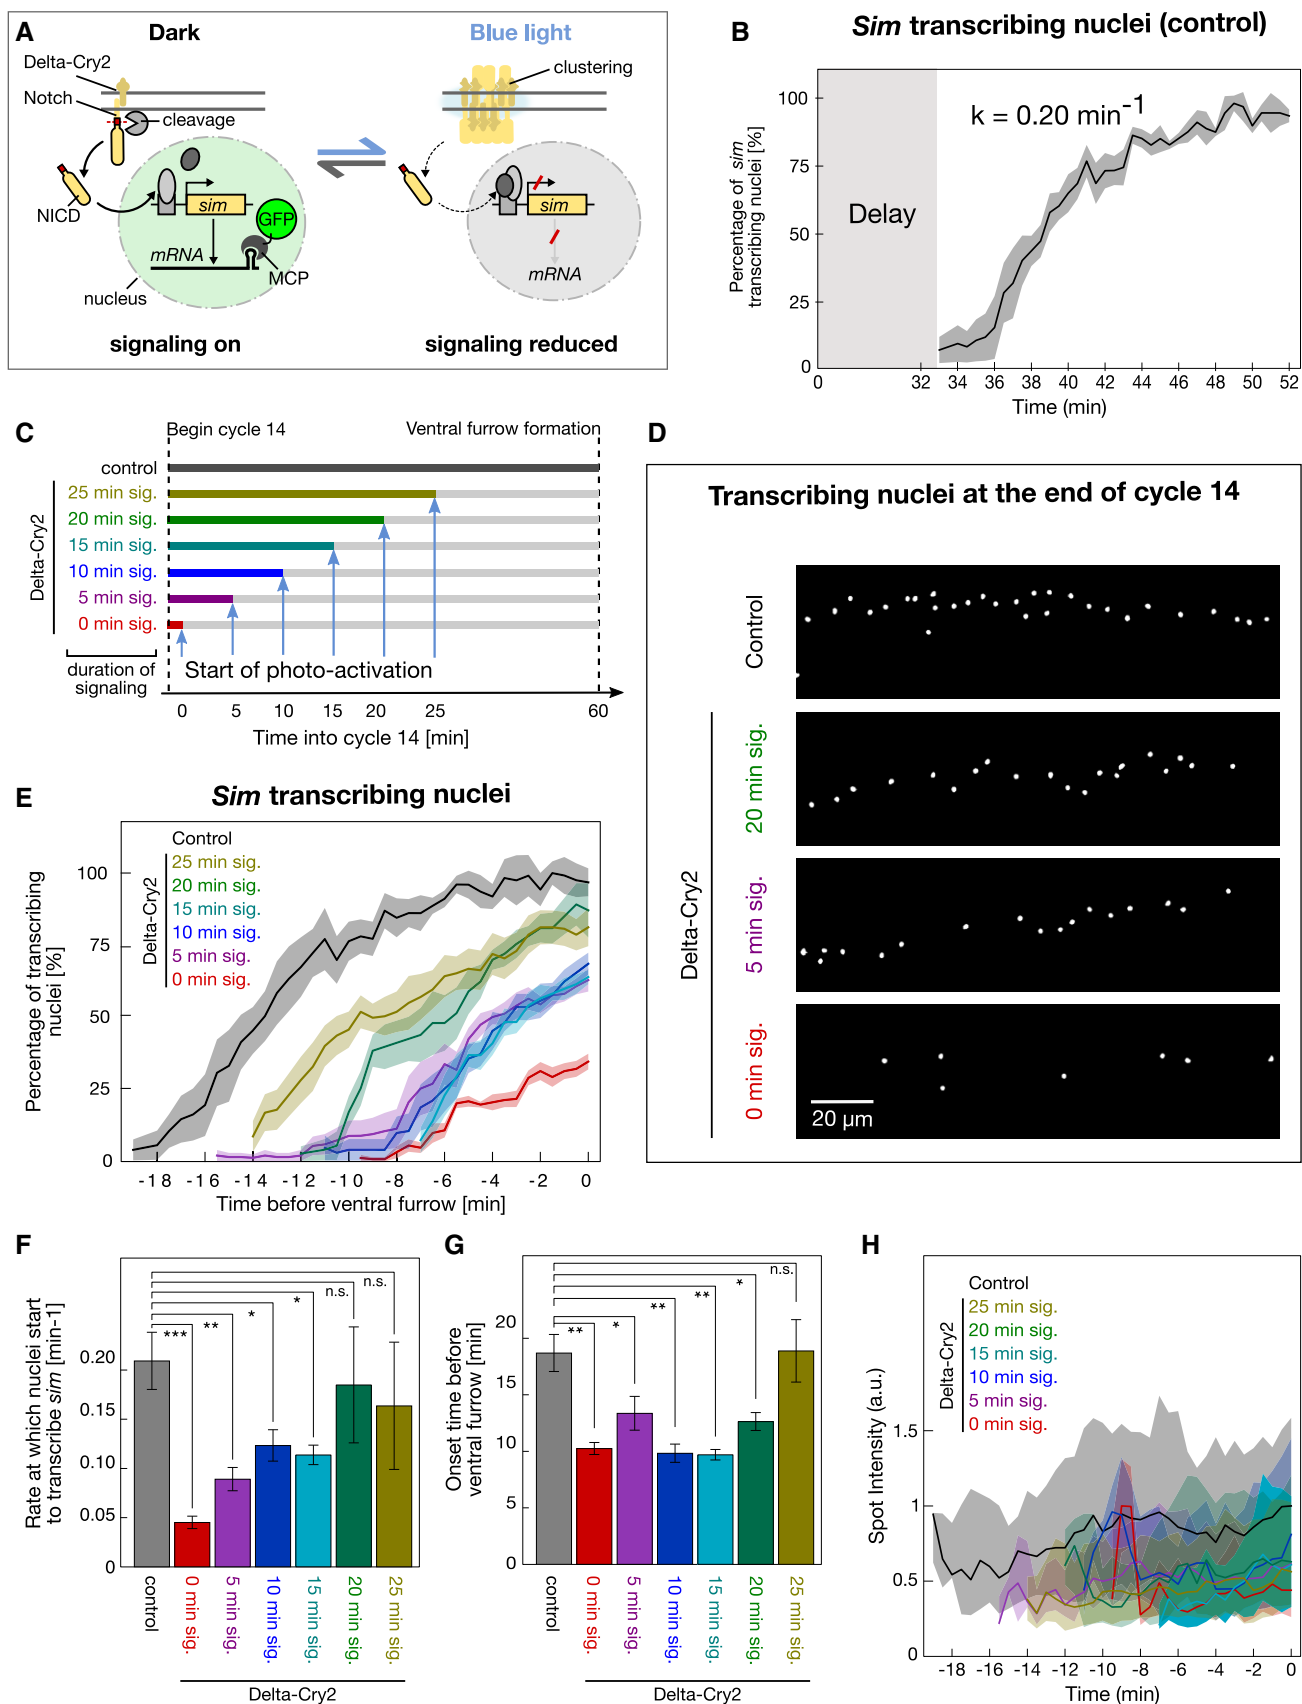 A
Dark
Blue light
Delta-Cry2
Notch
cleavage
clustering
NICD
sim
GFP
mRNA
MCP
nucleus
sim
mRNA
signaling on
signaling reduced
B
Sim transcribing nuclei (control)
k = 0.20 min-1
Delay
Percentage of sim
transcribing nuclei [%]
100
75
50
25
0
0 32 34 36 38 40 42 44 46 48 50 52
Time (min)
C
Begin cycle 14
Ventral furrow formation
control
Delta-Cry2
25 min sig.
20 min sig.
15 min sig.
10 min sig.
5 min sig.
0 min sig.
duration of
signaling
Start of photo-activation
0 5 10 15 20 25 60
Time into cycle 14 [min]
D
Transcribing nuclei at the end of cycle 14
Control
Delta-Cry2
20 min sig.
5 min sig.
0 min sig.
20 µm
E
Sim transcribing nuclei
Control
Delta-Cry2
25 min sig.
20 min sig.
15 min sig.
10 min sig.
5 min sig.
0 min sig.
Percentage of transcribing
nuclei [%]
100
75
50
25
0
-18 -16 -14 -12 -10 -8 -6 -4 -2 0
Time before ventral furrow [min]
F
Rate at which nuclei start
to transcribe sim [min-1]
0.20
0.15
0.10
0.05
0
***
**
*
*
n.s.
n.s.
control
0 min sig.
5 min sig.
10 min sig.
15 min sig.
20 min sig.
25 min sig.
Delta-Cry2
G
Onset time before
ventral furrow [min]
20
15
10
5
0
**
*
**
**
*
n.s.
control
0 min sig.
5 min sig.
10 min sig.
15 min sig.
20 min sig.
25 min sig.
Delta-Cry2
H
Control
Delta-Cry2
25 min sig.
20 min sig.
15 min sig.
10 min sig.
5 min sig.
0 min sig.
Spot Intensity (a.u.)
1.5
1
0.5
0
-18 -16 -14 -12 -10 -8 -6 -4 -2 0
Time (min)